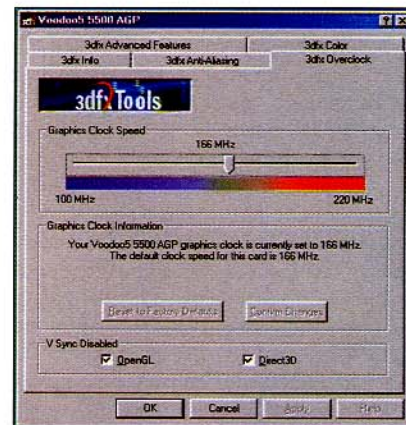 Voodoo5 5500 AGP
3dfx Advanced Features
3dfx Color
3dfx Info
3dfx Anti-Aliasing
3dfx Overclock
3dfx Tools
Graphics Clock Speed
166 MHz
100 MHz
220 MHz
Graphics Clock Information
Your Voodoo5 5500 AGP graphics clock is currently set to 166 MHz.
The default clock speed for this card is 166 MHz.
Reset to Factory Defaults
Confirm Changes
V Sync Disabled
OpenGL
Direct3D
OK
Cancel
Apply
Help